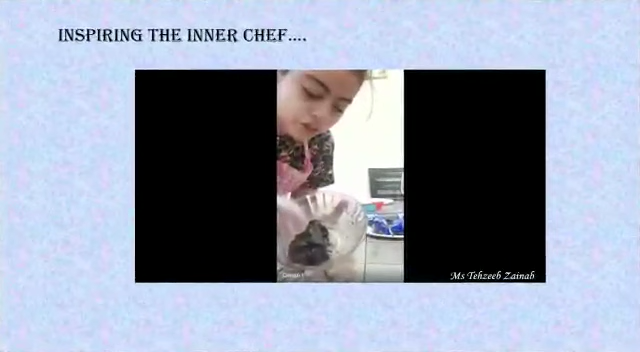 INSPIRING THE INNER CHEF....
Ms Tehzeeb Zainab